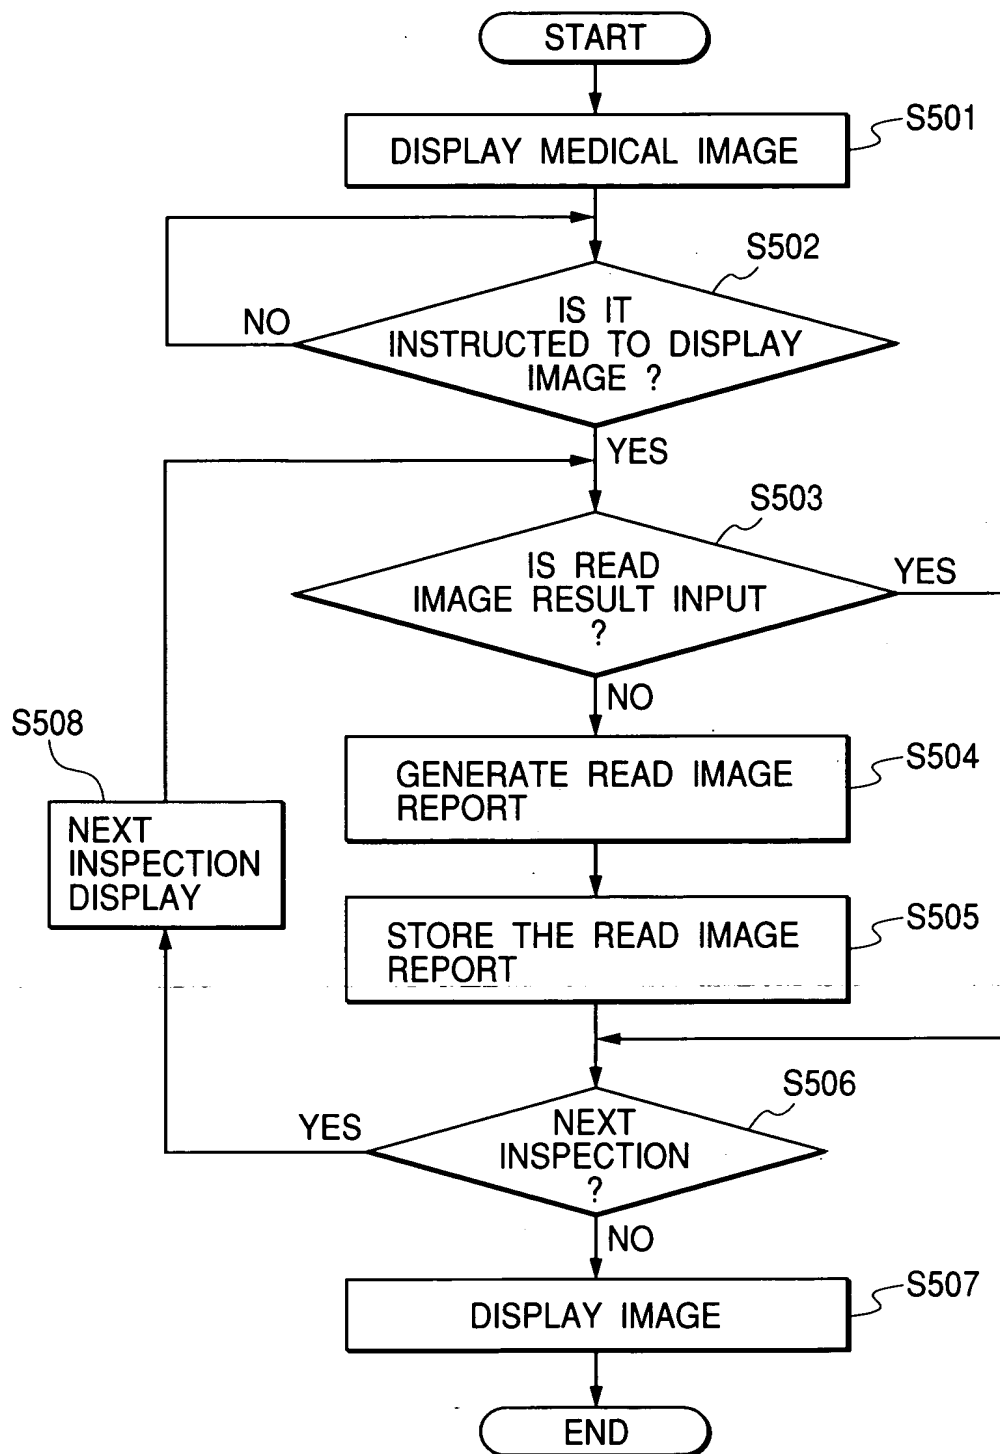 START
DISPLAY MEDICAL IMAGE
S501
S502
IS IT
INSTRUCTED TO DISPLAY
IMAGE ?
NO
YES
S503
IS READ
IMAGE RESULT INPUT
?
YES
NO
S508
NEXT
INSPECTION
DISPLAY
GENERATE READ IMAGE
REPORT
S504
STORE THE READ IMAGE
REPORT
S505
S506
NEXT
INSPECTION
?
YES
NO
DISPLAY IMAGE
S507
END